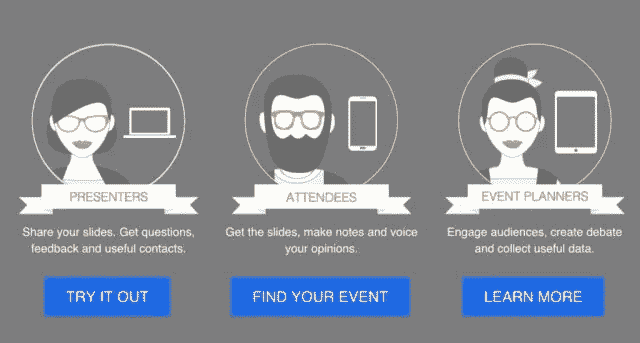 PRESENTERS
Share your slides. Get questions,
feedback and useful contacts.
TRY IT OUT
ATTENDEES
Get the slides, make notes and voice
your opinions.
FIND YOUR EVENT
EVENT PLANNERS
Engage audiences, create debate
and collect useful data.
LEARN MORE